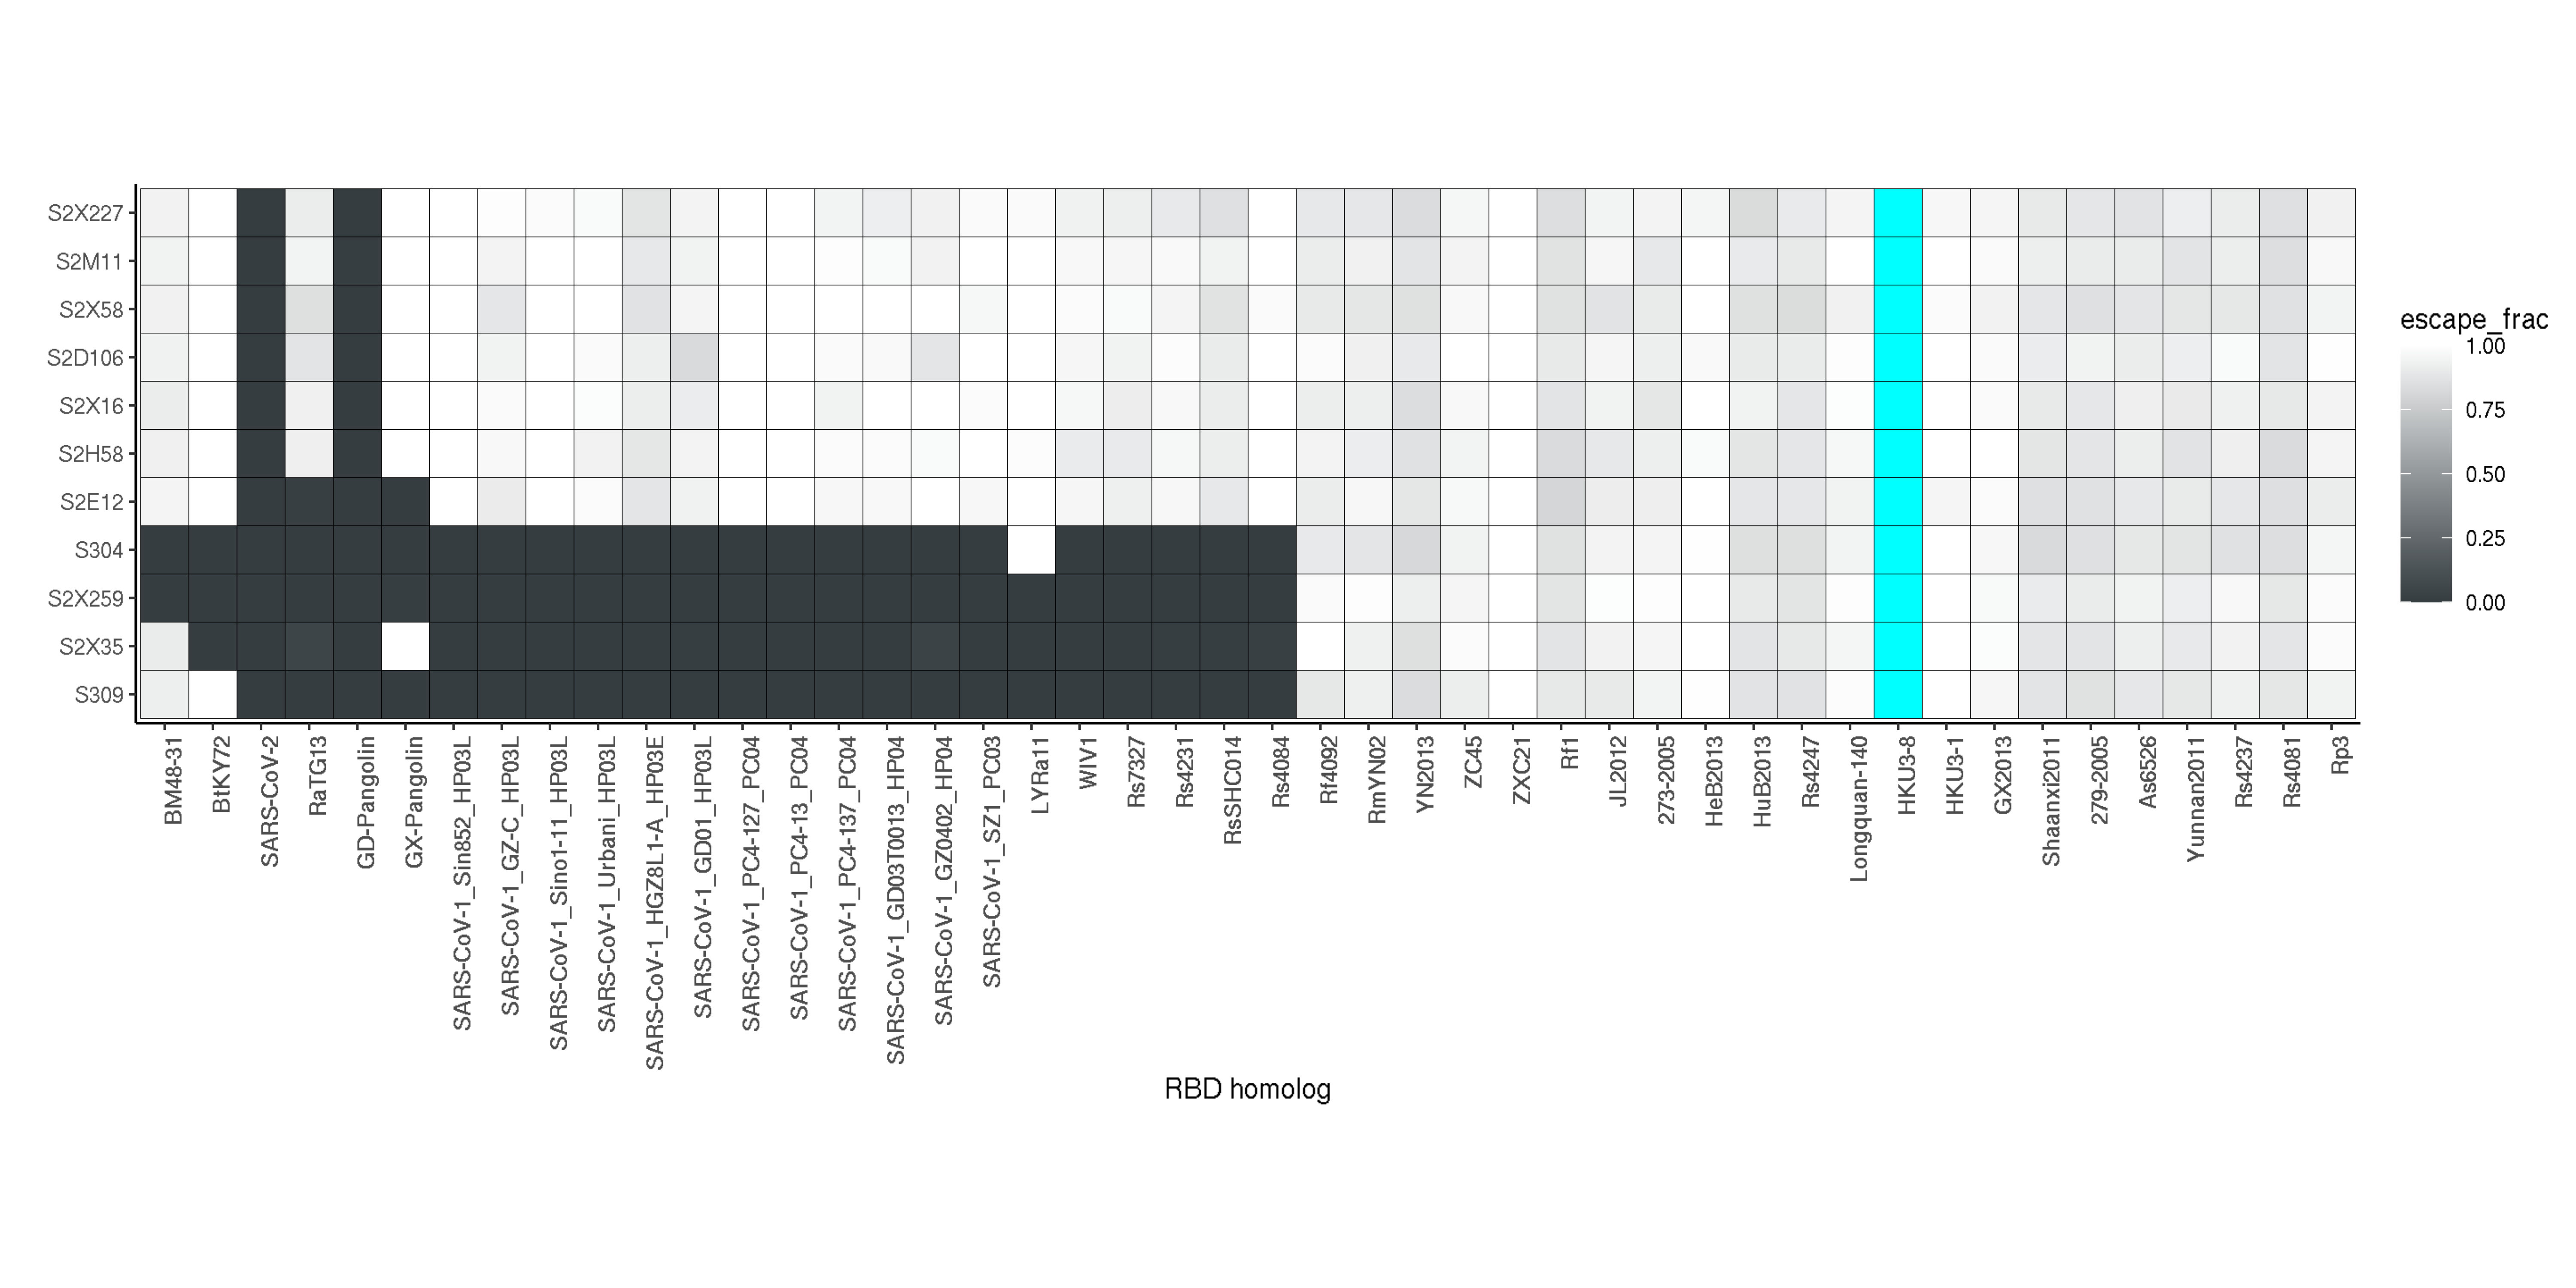 S2X227
S2M11
S2X58
S2D106
S2X16
S2H58
S2E12
S304
S2X259
S2X35
S309
BM48-31
BtKY72
SARS-CoV-2
RaTG13
GD-Pangolin
GX-Pangolin
SARS-CoV-1_Sin852_HP03L
SARS-CoV-1_GZ-C_HP03L
SARS-CoV-1_Sino1-11_HP03L
SARS-CoV-1_Urbani_HP03L
SARS-CoV-1_HGZ8L1-A_HP03E
SARS-CoV-1_GD01_HP03L
SARS-CoV-1_PC4-127_PC04
SARS-CoV-1_PC4-13_PC04
SARS-CoV-1_PC4-137_PC04
SARS-CoV-1_GD03T0013_HP04
SARS-CoV-1_GZ0402_HP04
SARS-CoV-1_SZ1_PC03
LYRa11
WIV1
Rs7327
Rs4231
RsSHC014
Rs4084
Rf4092
RmYN02
YN2013
ZC45
ZXC21
Rf1
JL2012
273-2005
HeB2013
HuB2013
Rs4247
Longquan-140
HKU3-8
HKU3-1
GX2013
Shaanxi2011
279-2005
As6526
Yunnan2011
Rs4237
Rs4081
Rp3
RBD homolog
escape_frac
1.00
0.75
0.50
0.25
0.00